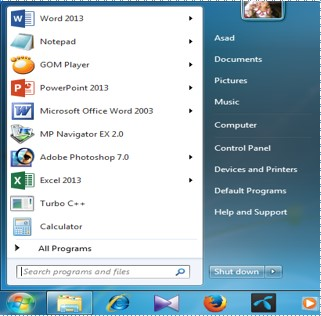 Word 2013
Notepad
GOM Player
PowerPoint 2013
Microsoft Office Word 2003
MP Navigator EX 2.0
Adobe Photoshop 7.0
Excel 2013
Turbo C++
Calculator
All Programs
Search programs and files
Asad
Documents
Pictures
Music
Computer
Control Panel
Devices and Printers
Default Programs
Help and Support
Shut down